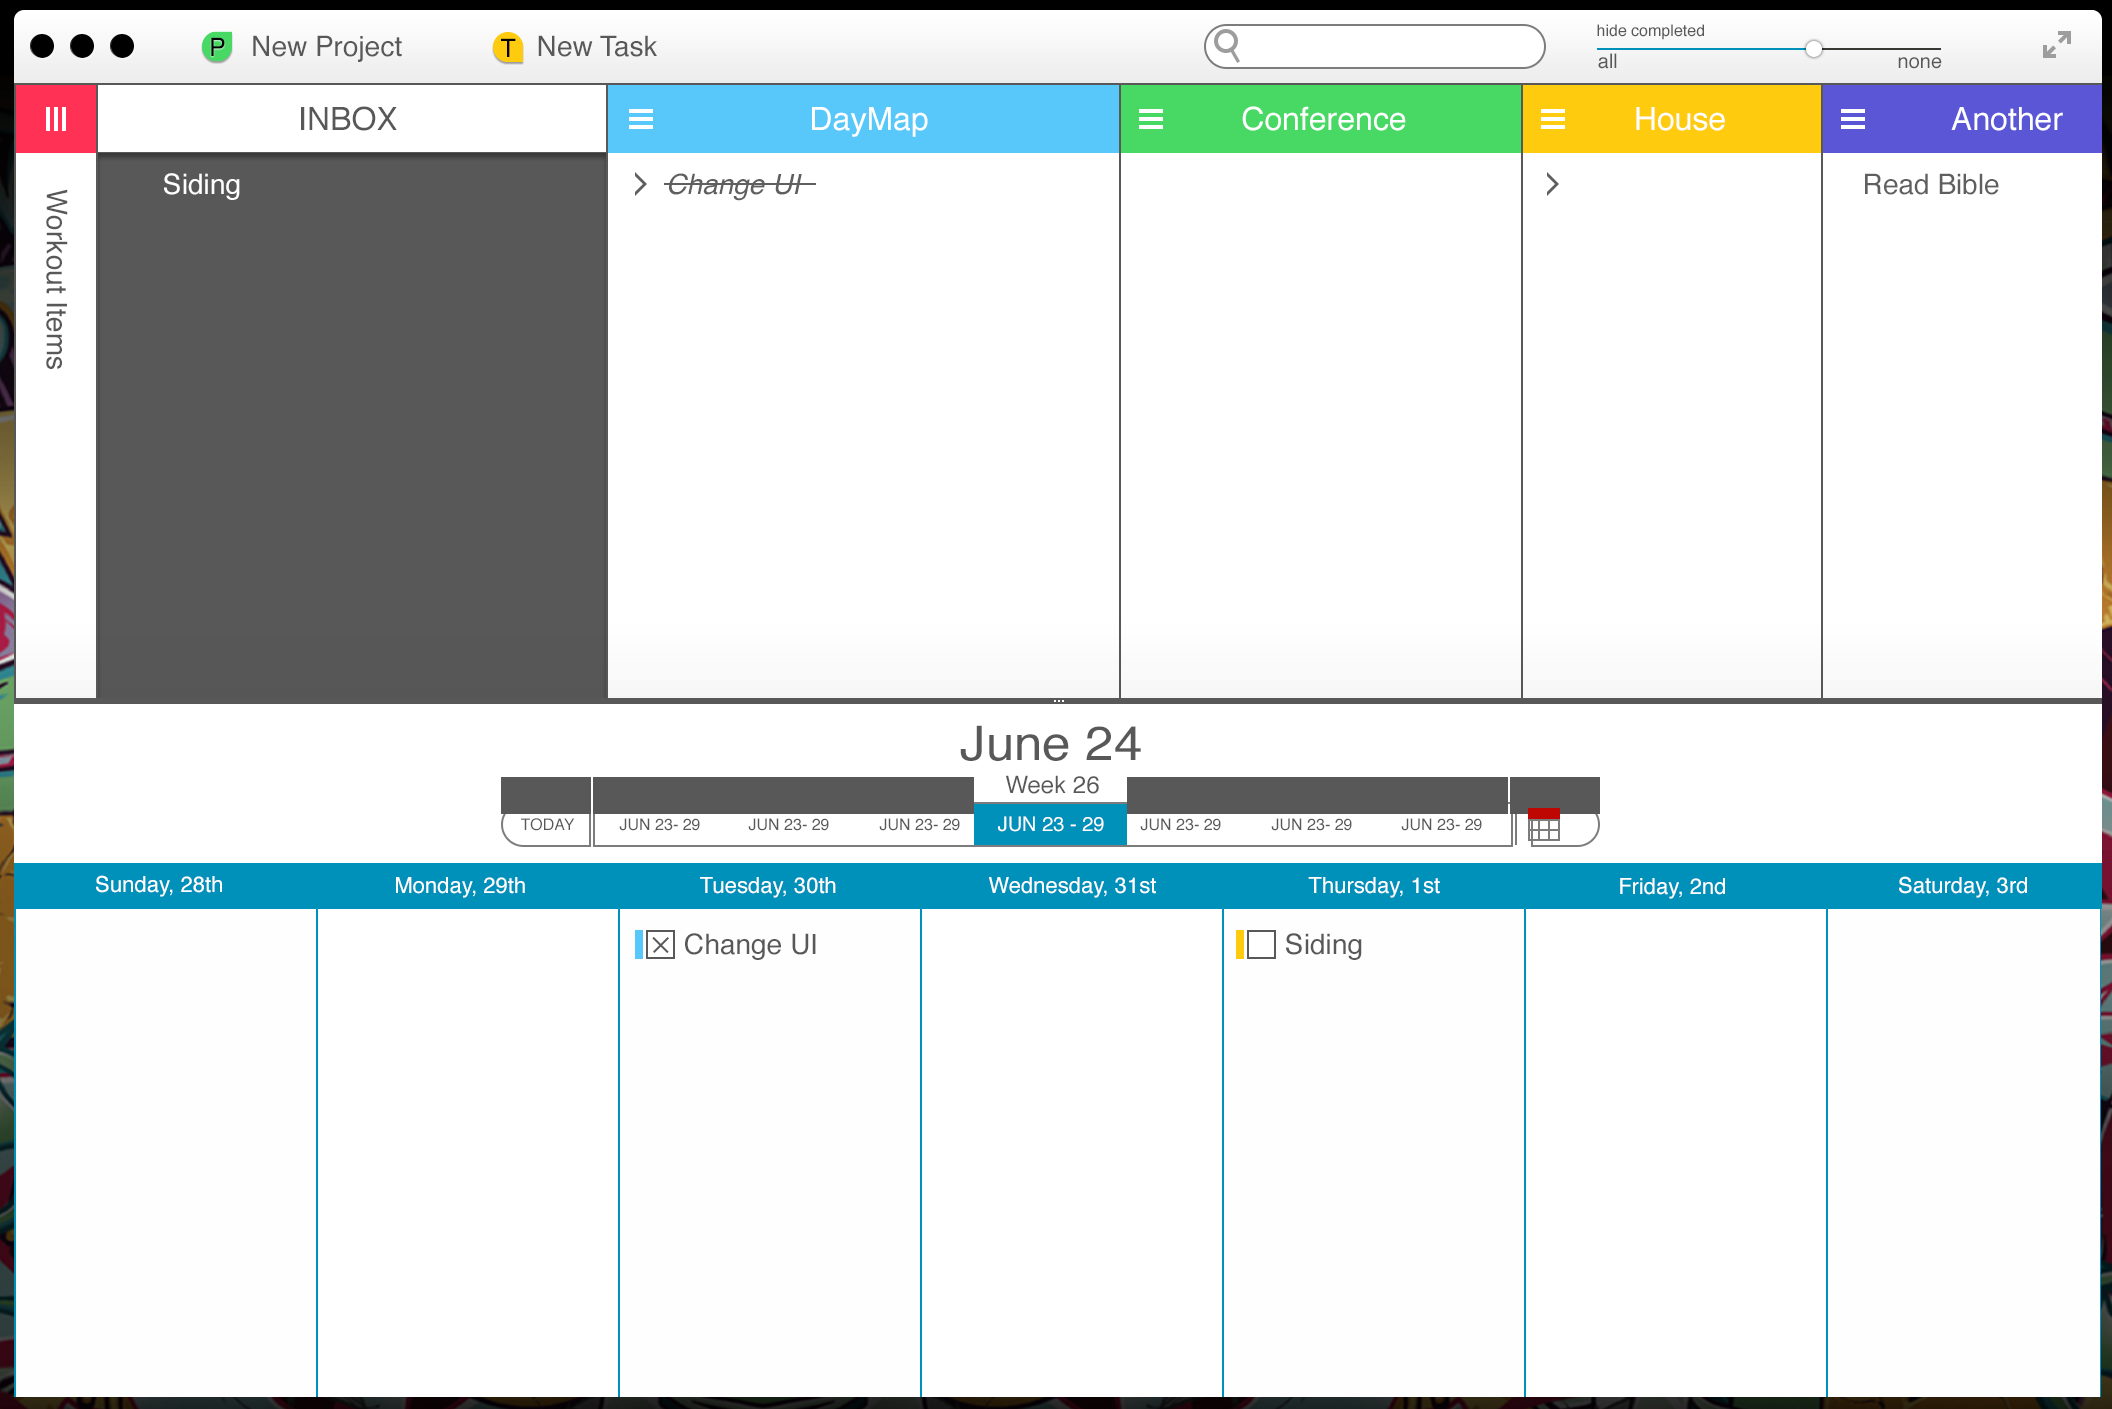 P New Project
T New Task
hide completed
all
none
INBOX
DayMap
Conference
House
Another
Workout Items
Siding
Change UI
Read Bible
June 24
Week 26
TODAY
JUN 23- 29
JUN 23- 29
JUN 23- 29
JUN 23 - 29
JUN 23- 29
JUN 23- 29
JUN 23- 29
Sunday, 28th
Monday, 29th
Tuesday, 30th
Wednesday, 31st
Thursday, 1st
Friday, 2nd
Saturday, 3rd
Change UI
Siding